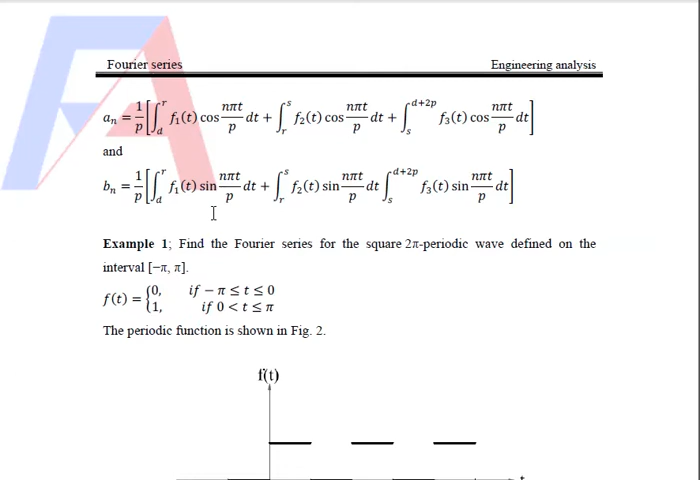 FA
Fourier series Engineering analysis
aₙ = 1/p [∫_d^r f₁(t) cos nπt/p dt + ∫_r^s f₂(t) cos nπt/p dt + ∫_s^{d+2p} f₃(t) cos nπt/p dt]
and
bₙ = 1/p [∫_d^r f₁(t) sin nπt/p dt + ∫_r^s f₂(t) sin nπt/p dt ∫_s^{d+2p} f₃(t) sin nπt/p dt]
Example 1; Find the Fourier series for the square 2π-periodic wave defined on the
interval [−π, π].
f(t) = {0, if − π ≤ t ≤ 0
1, if 0 < t ≤ π
The periodic function is shown in Fig. 2.
f(t)